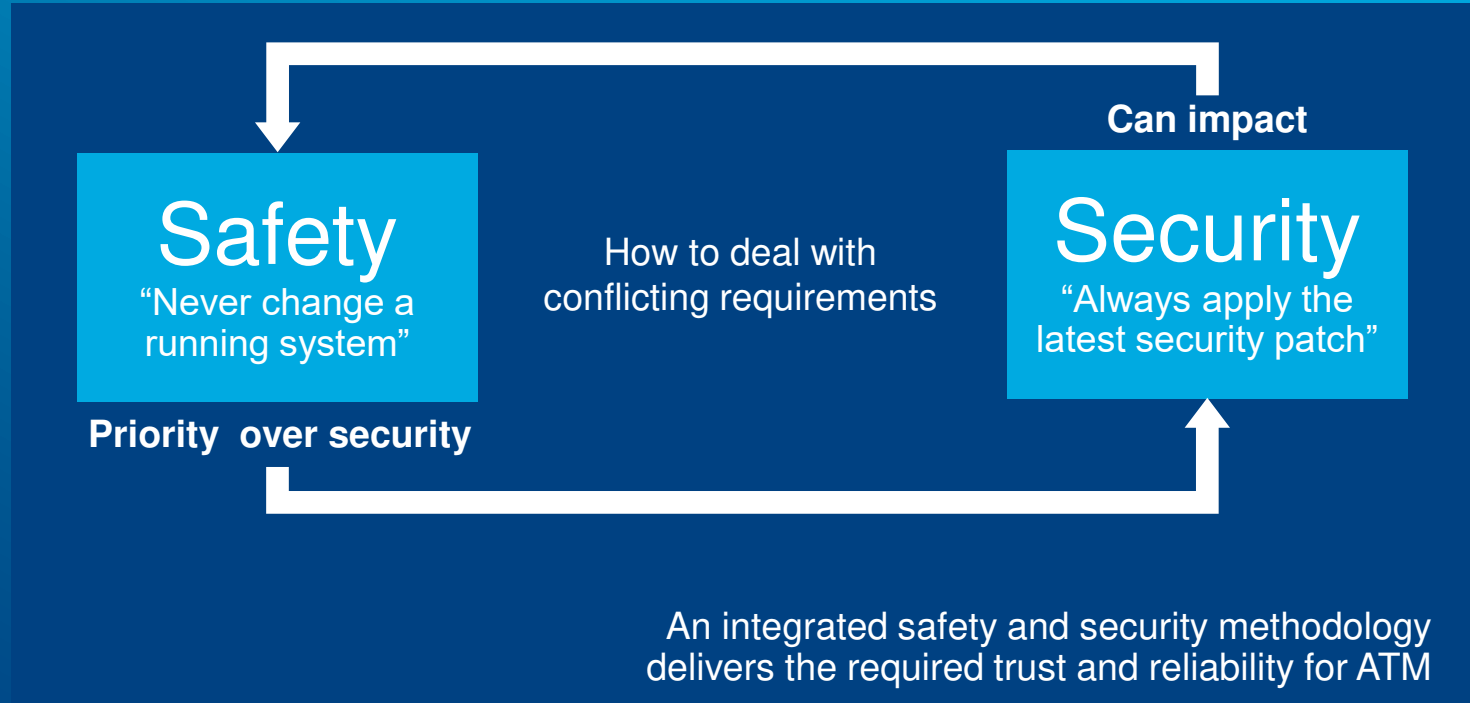 Can impact
Safety
“Never change a
running system”
Priority  over security
How to deal with
conflicting requirements
Security
“Always apply the
latest security patch”
An integrated safety and security methodology
delivers the required trust and reliability for ATM